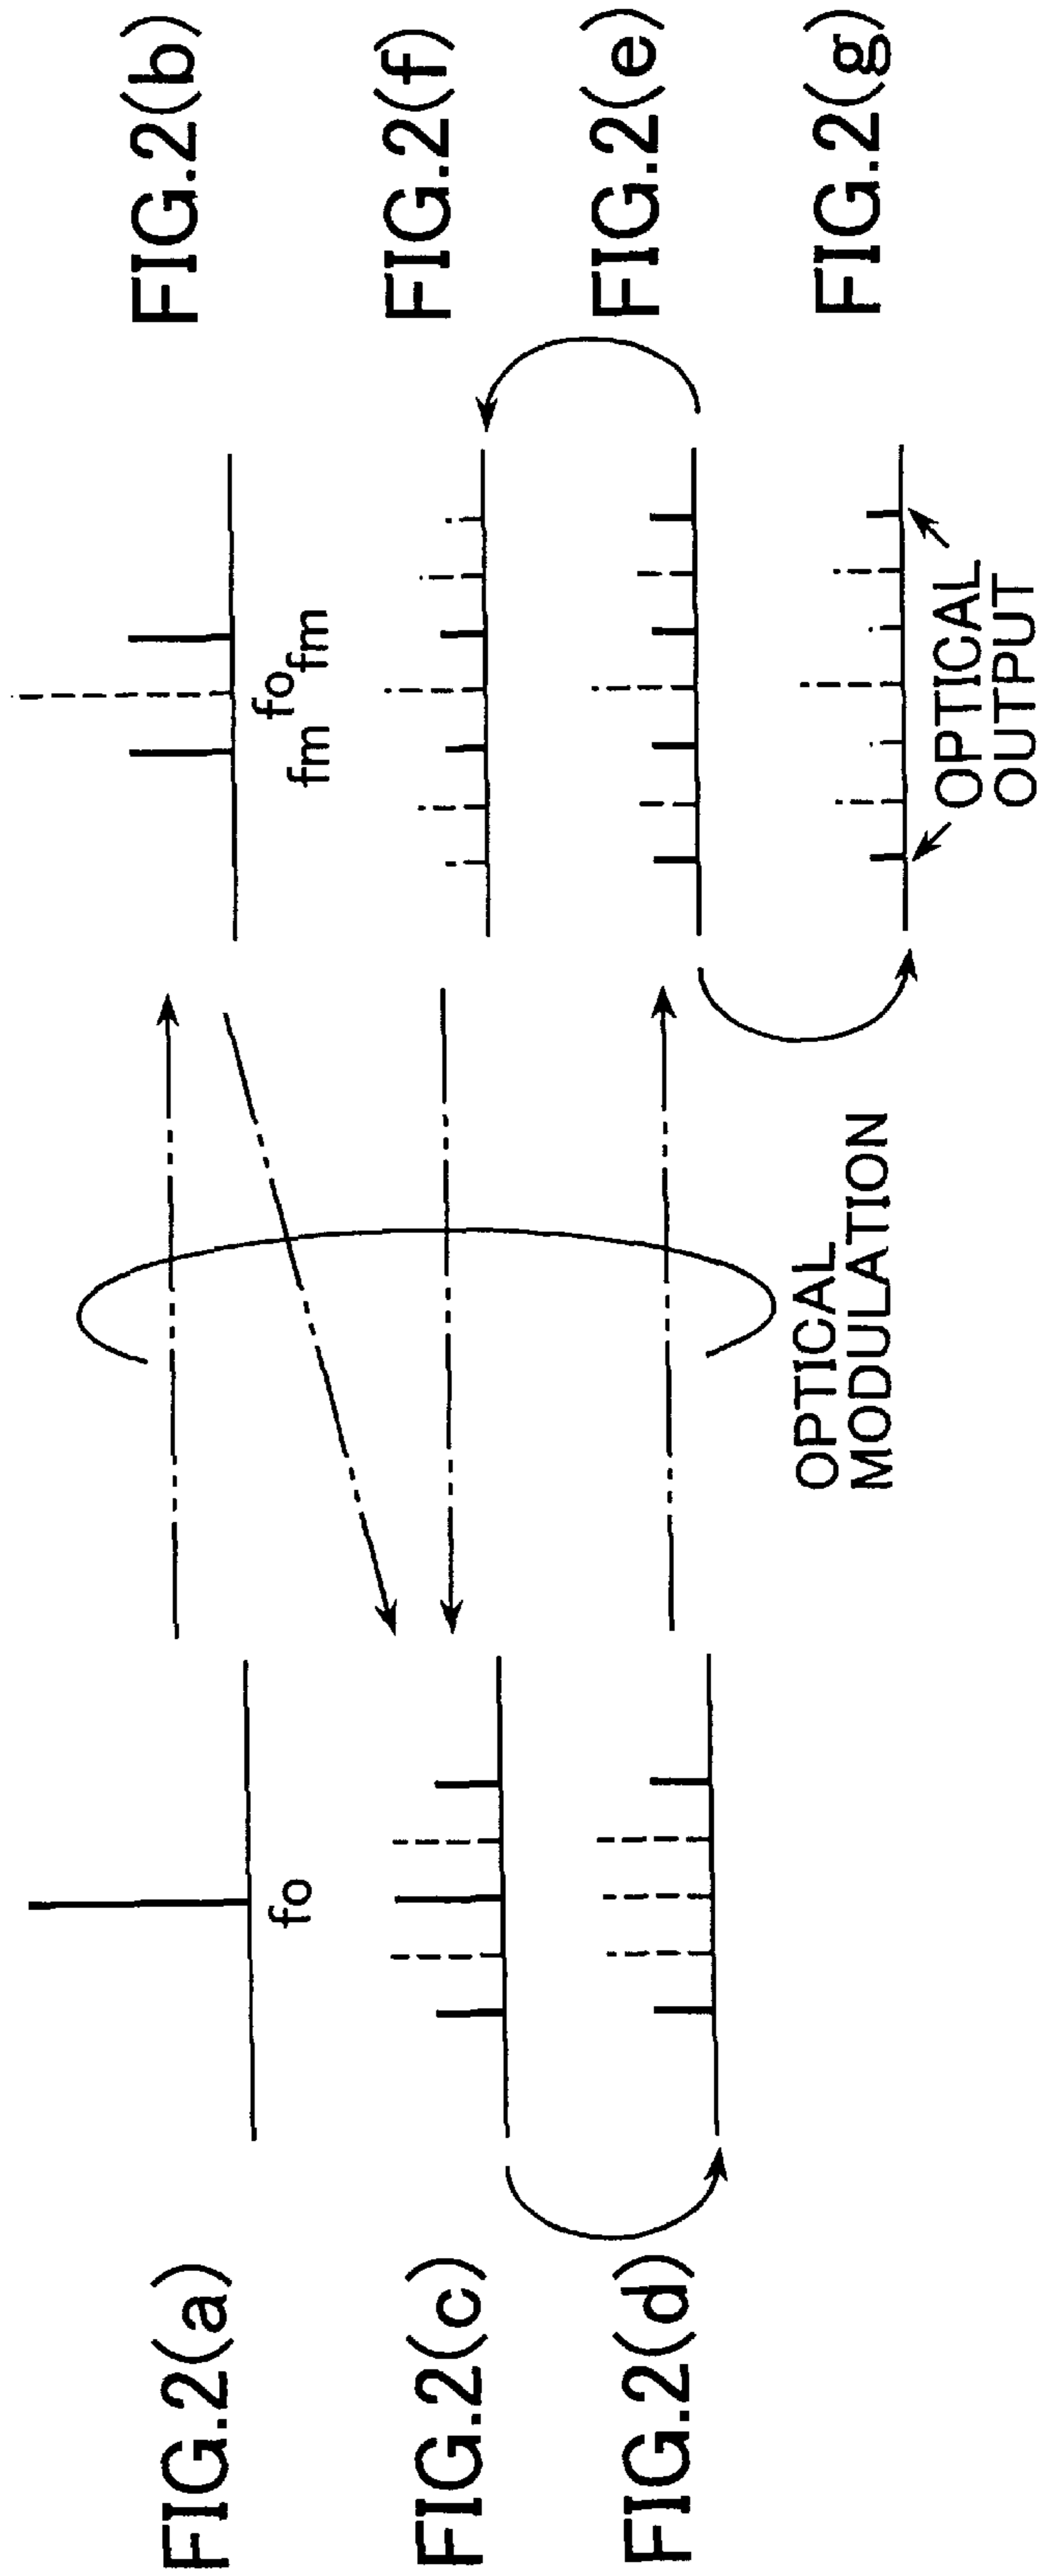 FIG.2(a)
fo
FIG.2(b)
fm fo fm
FIG.2(c)
FIG.2(f)
FIG.2(d)
FIG.2(e)
OPTICAL
MODULATION
FIG.2(g)
OPTICAL
OUTPUT